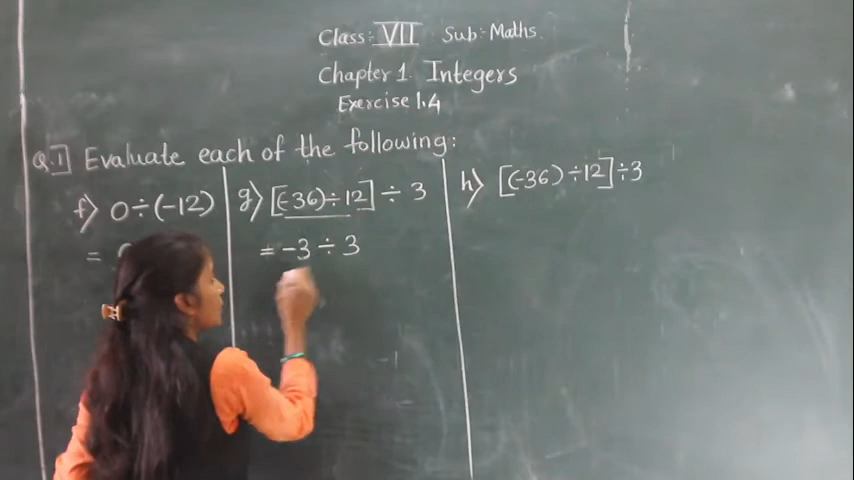 Class:- VII Sub:- Maths.
Chapter 1. Integers
Exercise 1.4
Q.1] Evaluate each of the following:
f) 0÷(-12)
=
g) [(-36)÷12] ÷ 3
= -3 ÷ 3
h) [(-36) ÷12] ÷3